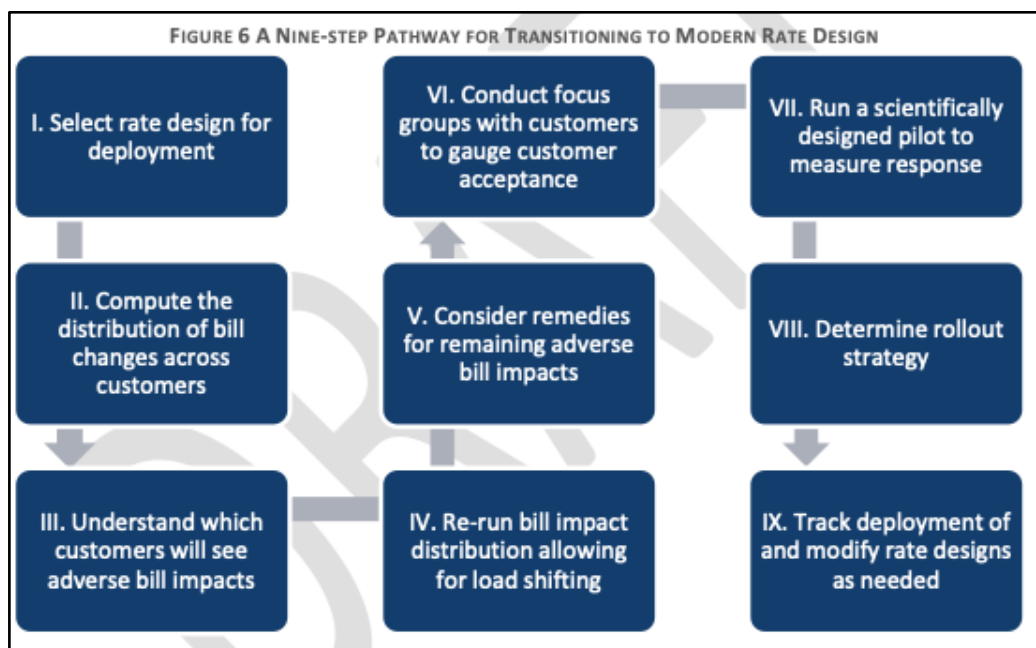 FIGURE 6 A NINE-STEP PATHWAY FOR TRANSITIONING TO MODERN RATE DESIGN
I. Select rate design for
deployment
II. Compute the
distribution of bill
changes across
customers
III. Understand which
customers will see
adverse bill impacts
IV. Re-run bill impact
distribution allowing
for load shifting
V. Consider remedies
for remaining adverse
bill impacts
VI. Conduct focus
groups with customers
to gauge customer
acceptance
VII. Run a scientifically
designed pilot to
measure response
VIII. Determine rollout
strategy
IX. Track deployment of
and modify rate designs
as needed